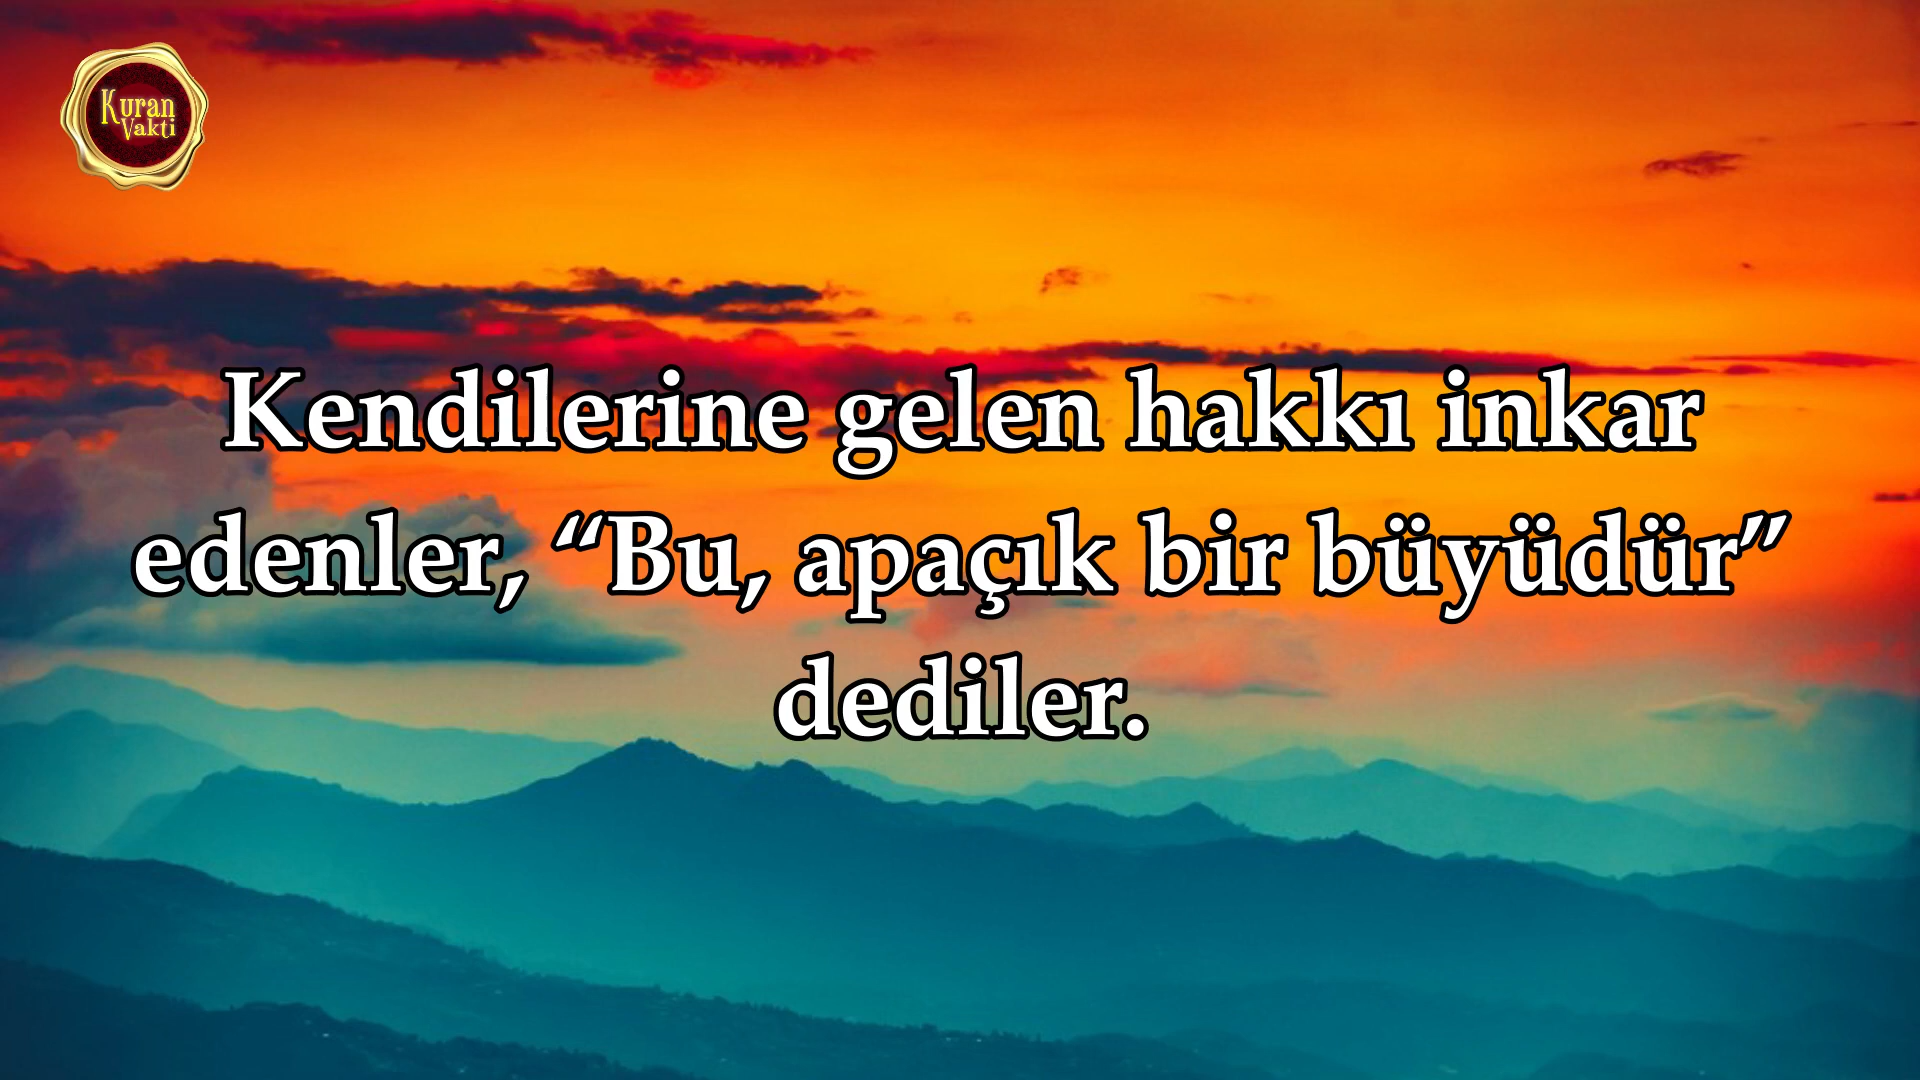 Kuran
Vakti
Kendilerine gelen hakkı inkar
edenler, “Bu, apaçık bir büyüdür”
dediler.